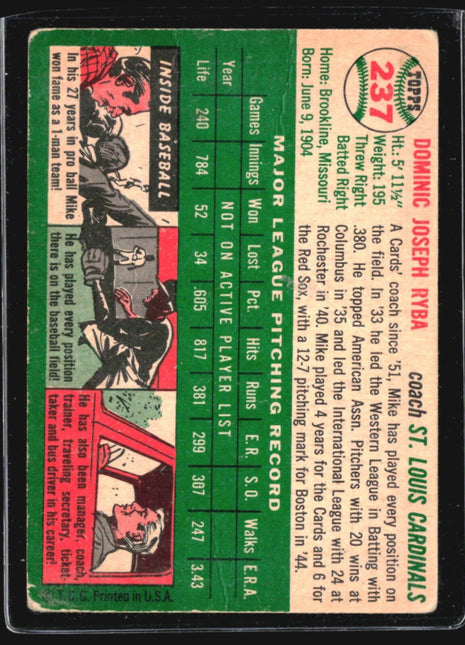 TOPPS
237
DOMINIC JOSEPH RYBA
coach ST. LOUIS CARDINALS
Ht.: 5' 11½"
Weight: 195
Threw Right
Batted Right
Home: Brookline, Missouri
Born: June 9, 1904
A Cards' coach since '51, Mike has played every position on
the field. In '33 he led the Western League in Batting with
380. He topped American Assn. Pitchers with 20 wins at
Columbus in '35 and led the International League with 24 at
Rochester in '40. Mike played 4 years for the Cards and 6 for
the Red Sox, with a 12-7 pitching mark for Boston in '44.
MAJOR LEAGUE PITCHING RECORD
Games Innings Won Lost Pct. Hits Runs E.R. S.O. Walks E.R.A.
Year NOT ON ACTIVE PLAYER LIST
Life 240 784 52 34 605 817 381 299 307 247 3.43
INSIDE BASEBALL
In his 27 years in pro ball Mike
won fame as a 1-man team!
He has played every position
there is on the baseball field!
He has also been manager, coach,
trainer, traveling secretary, ticket-
taker and bus driver in his career!
© T.C.G. Printed in U.S.A.